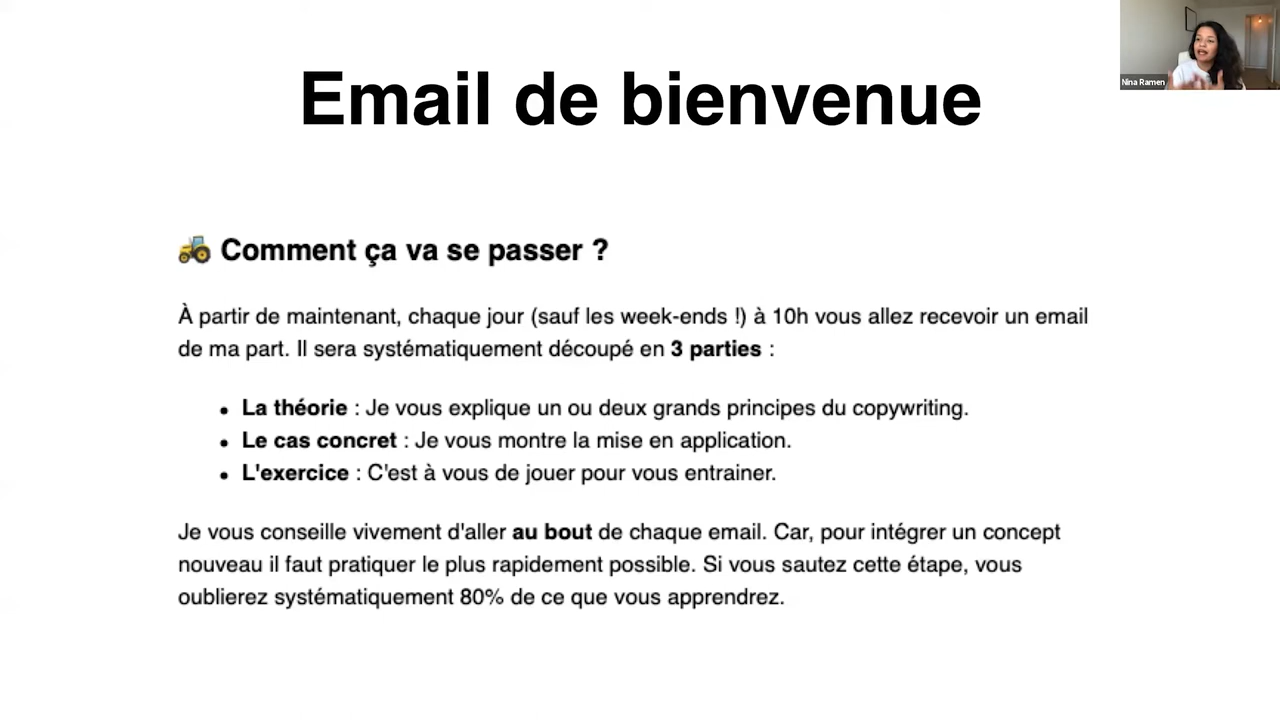 Email de bienvenue
Nina Ramen
🚜 Comment ça va se passer ?
À partir de maintenant, chaque jour (sauf les week-ends !) à 10h vous allez recevoir un email
de ma part. Il sera systématiquement découpé en 3 parties :
• La théorie : Je vous explique un ou deux grands principes du copywriting.
• Le cas concret : Je vous montre la mise en application.
• L'exercice : C'est à vous de jouer pour vous entrainer.
Je vous conseille vivement d'aller au bout de chaque email. Car, pour intégrer un concept
nouveau il faut pratiquer le plus rapidement possible. Si vous sautez cette étape, vous
oublierez systématiquement 80% de ce que vous apprendrez.